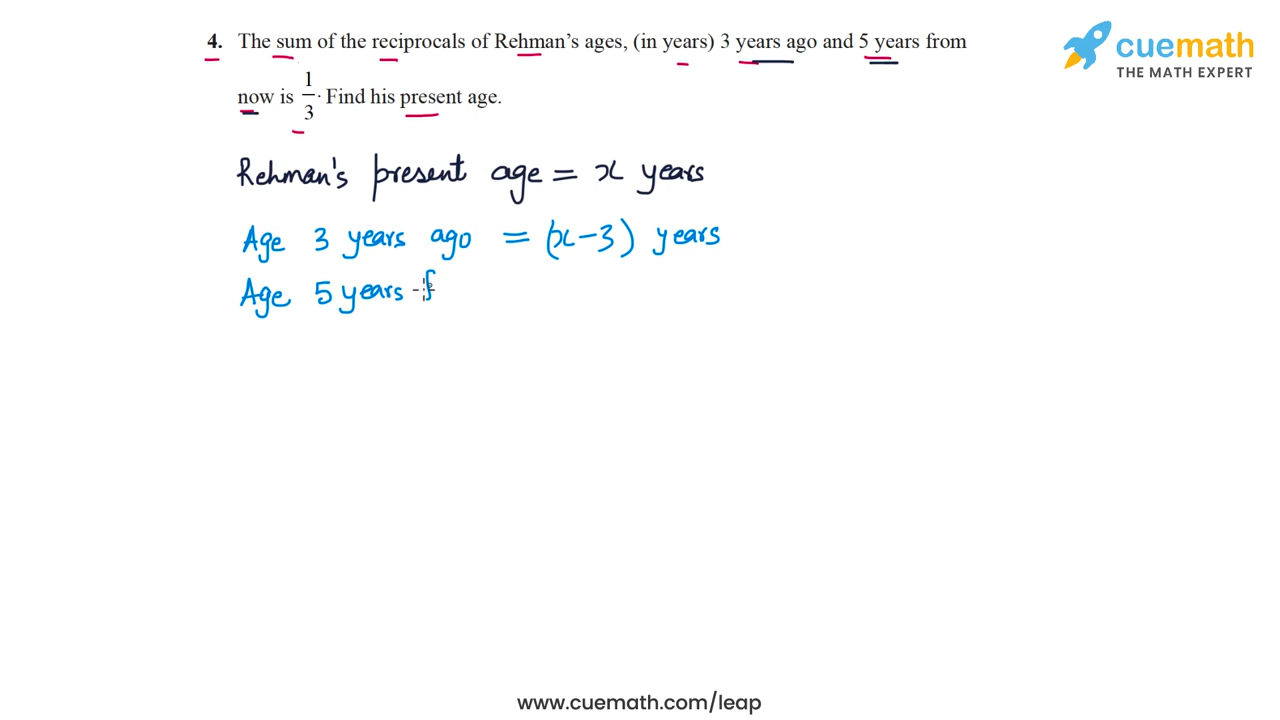 4. The sum of the reciprocals of Rehman's ages, (in years) 3 years ago and 5 years from
now is 1/3. Find his present age.
cuemath
THE MATH EXPERT
Rehman's present age = x years
Age 3 years ago = (x-3) years
Age 5 years f
www.cuemath.com/leap